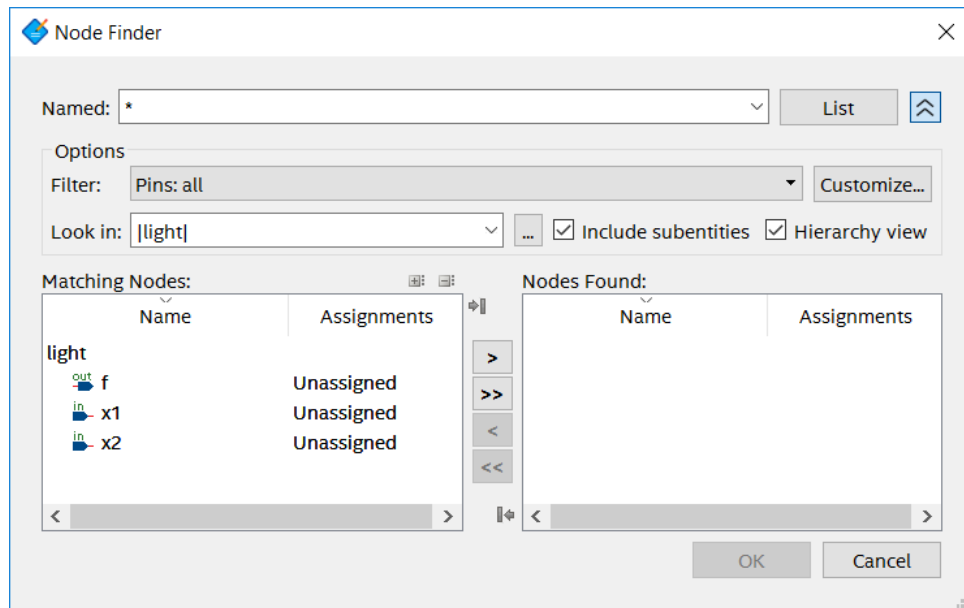 Node Finder
Named: * List
Options
Filter: Pins: all Customize...
Look in: |light| ... Include subentities Hierarchy view
Matching Nodes: Nodes Found:
Name Assignments Name Assignments
light
out f Unassigned
in x1 Unassigned
in x2 Unassigned
>
>>
<
<<
OK Cancel